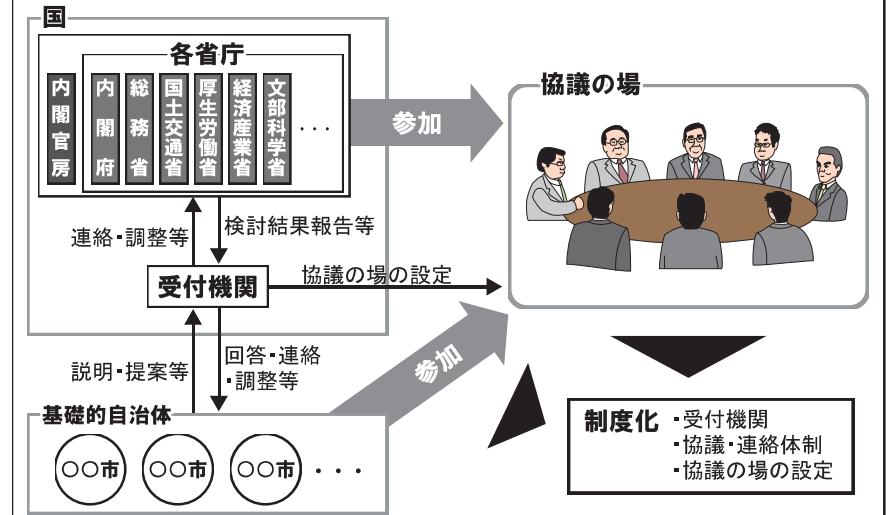 国
各省庁
内閣官房
内閣府
総務省
国土交通省
厚生労働省
経済産業省
文部科学省
・・・
参加
協議の場
連絡・調整等
検討結果報告等
受付機関
協議の場の設定
説明・提案等
回答・連絡
・調整等
参加
基礎的自治体
○○市
○○市
○○市
・・・
制度化
・受付機関
・協議・連絡体制
・協議の場の設定